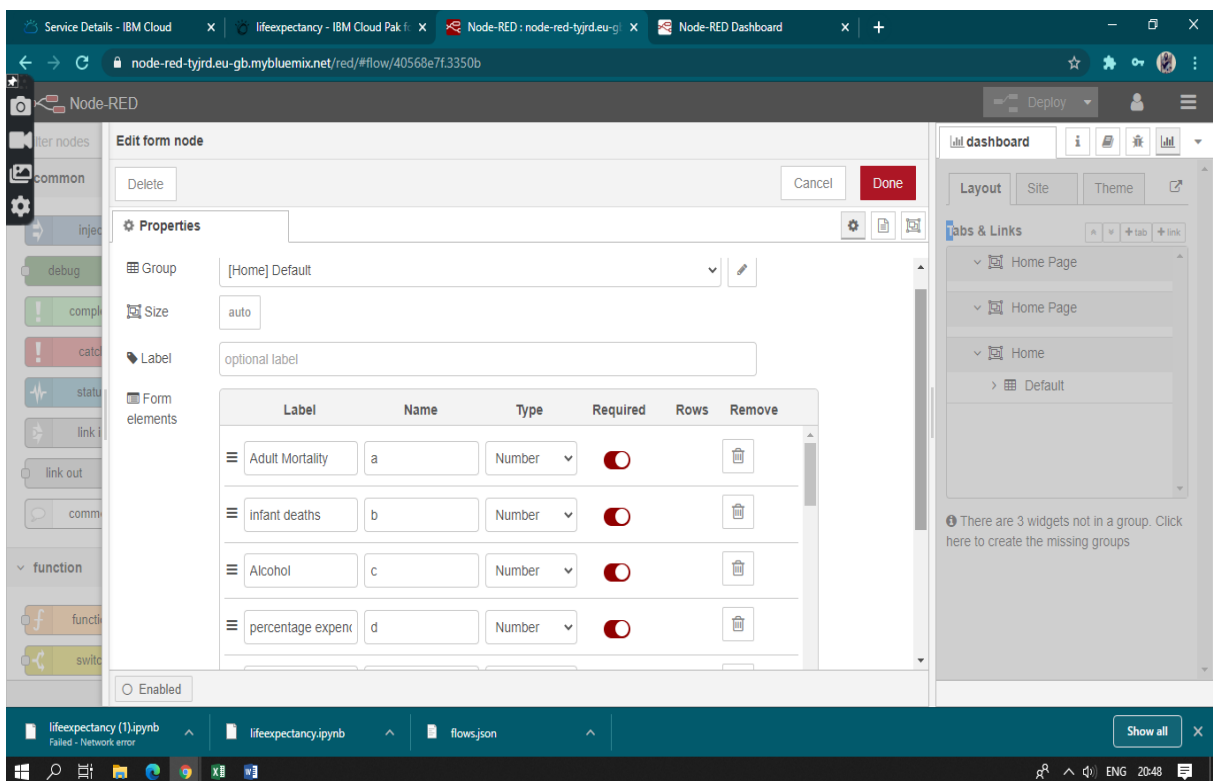 Service Details - IBM Cloud
lifeexpectancy - IBM Cloud Pak fo
Node-RED : node-red-tyjrd.eu-gb
Node-RED Dashboard
node-red-tyjrd.eu-gb.mybluemix.net/red/#flow/40568e7f.3350b
Node-RED
Deploy
nodes
Edit form node
dashboard
common
Delete
Cancel
Done
Layout
Site
Theme
Properties
Tabs & Links
tab
link
injec
Group
[Home] Default
Home Page
debug
Size
auto
Home Page
comple
Label
optional label
Home
catc
Default
statu
Form elements
Label
Name
Type
Required
Rows
Remove
link i
Adult Mortality
a
Number
link out
infant deaths
b
Number
comm
There are 3 widgets not in a group. Click
here to create the missing groups
function
Alcohol
c
Number
functi
percentage expend
d
Number
switc
Enabled
lifeexpectancy (1).ipynb
Failed - Network error
lifeexpectancy.ipynb
flows.json
Show all
ENG
20:48